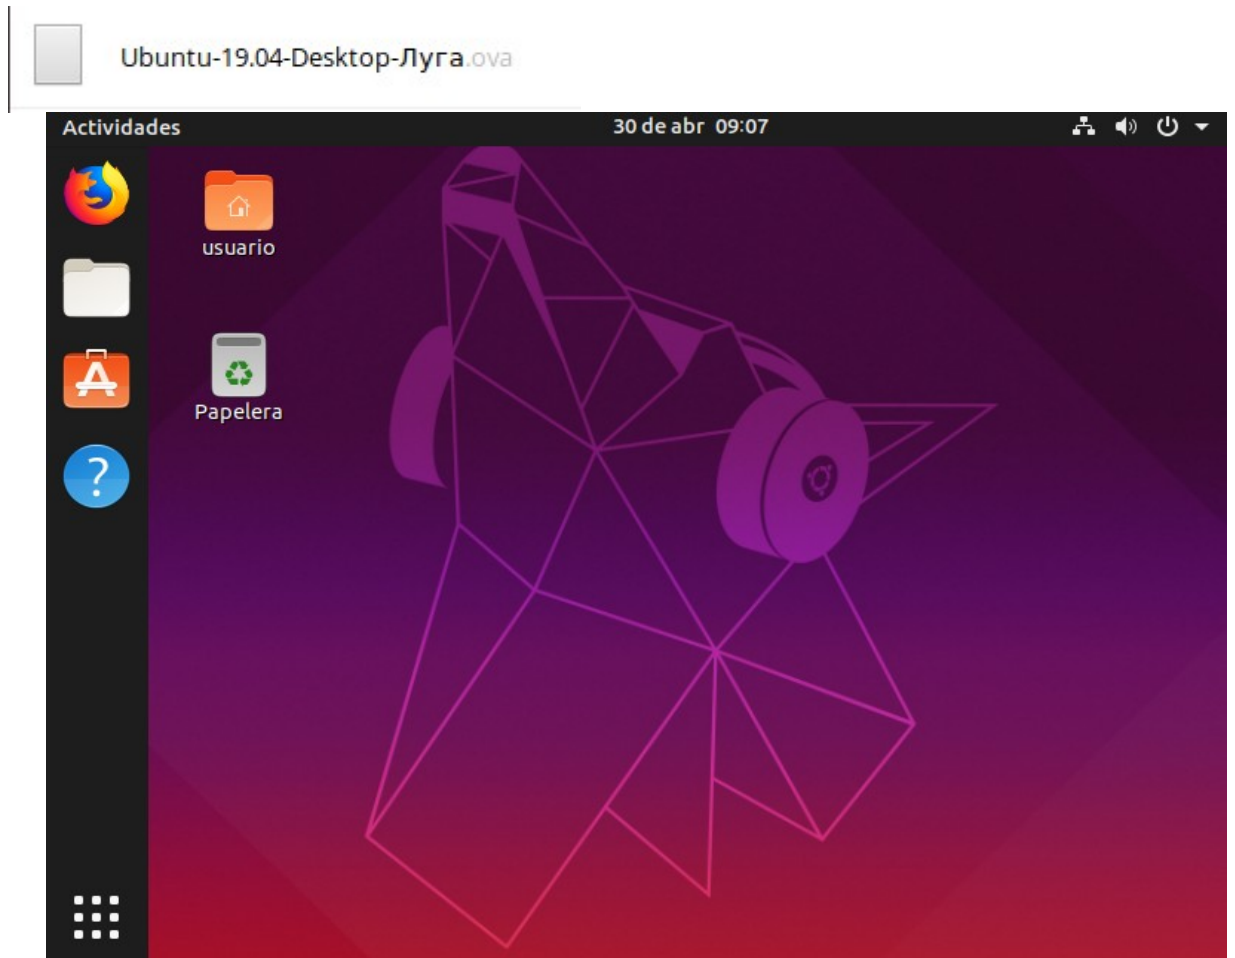 Ubuntu-19.04-Desktop-Луга.ova
Actividades 30 de abr 09:07
usuario
Papelera
?